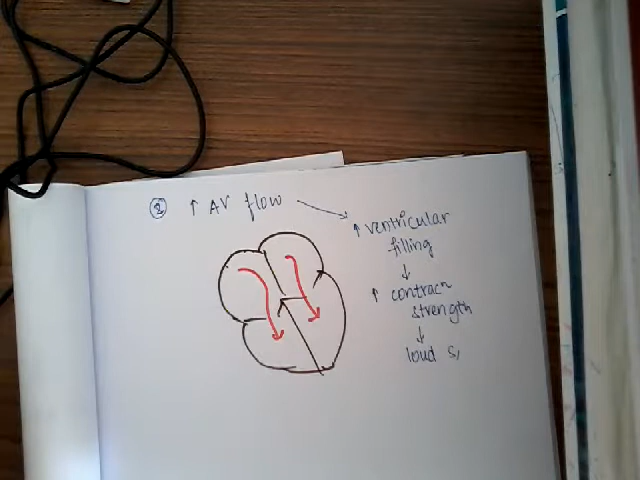 ② ↑ AV flow
↑ ventricular
filling
↓
↑ contracn
strength
↓
loud S₁